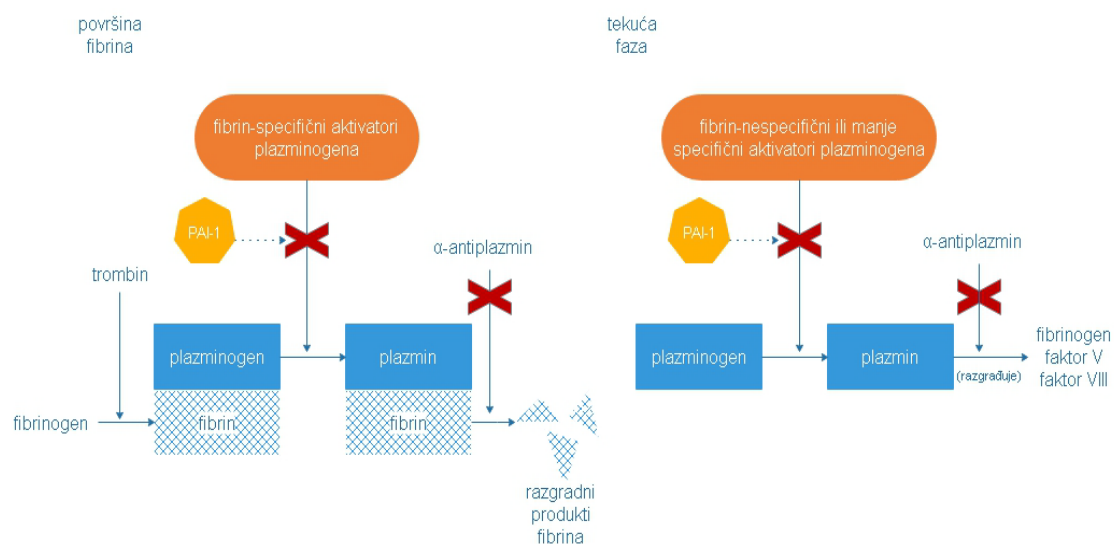 površina
fibrina
fibrin-specifični aktivatori
plazminogena
PAI-1
α-antiplazmin
trombin
plazminogen
plazmin
fibrinogen
fibrin
fibrin
razgradni
produkti
fibrina
tekuća
faza
fibrin-nespecifični ili manje
specifični aktivatori plazminogena
PAI-1
α-antiplazmin
plazminogen
plazmin
(razgrađuje)
fibrinogen
faktor V
faktor VIII